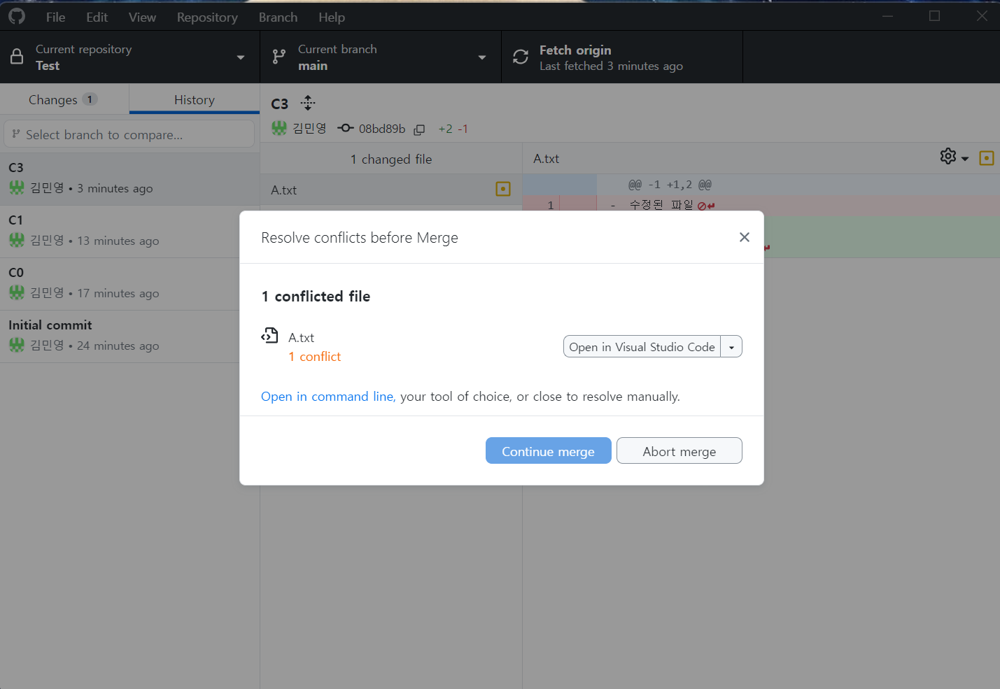 File Edit View Repository Branch Help
Current repository
Test
Current branch
main
Fetch origin
Last fetched 3 minutes ago
Changes 1
History
Select branch to compare...
C3
김민영 • 3 minutes ago
C1
김민영 • 13 minutes ago
C0
김민영 • 17 minutes ago
Initial commit
김민영 • 24 minutes ago
C3
김민영 08bd89b +2 -1
1 changed file
A.txt
A.txt
@@ -1 +1,2 @@
1 - 수정된 파일
Resolve conflicts before Merge
1 conflicted file
A.txt
1 conflict
Open in Visual Studio Code
Open in command line, your tool of choice, or close to resolve manually.
Continue merge
Abort merge